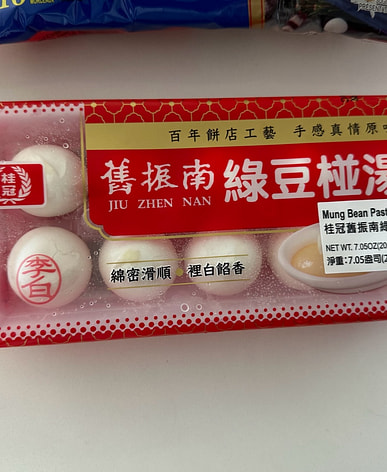 百年餅店工藝 手感真情原味
桂冠
舊振南
JIU ZHEN NAN
綠豆椪湯
Mung Bean Past
桂冠舊振南綠
NET WT. 7.05OZ(20
淨重:7.05盎司(2
李白
綿密滑順・裡白餡香